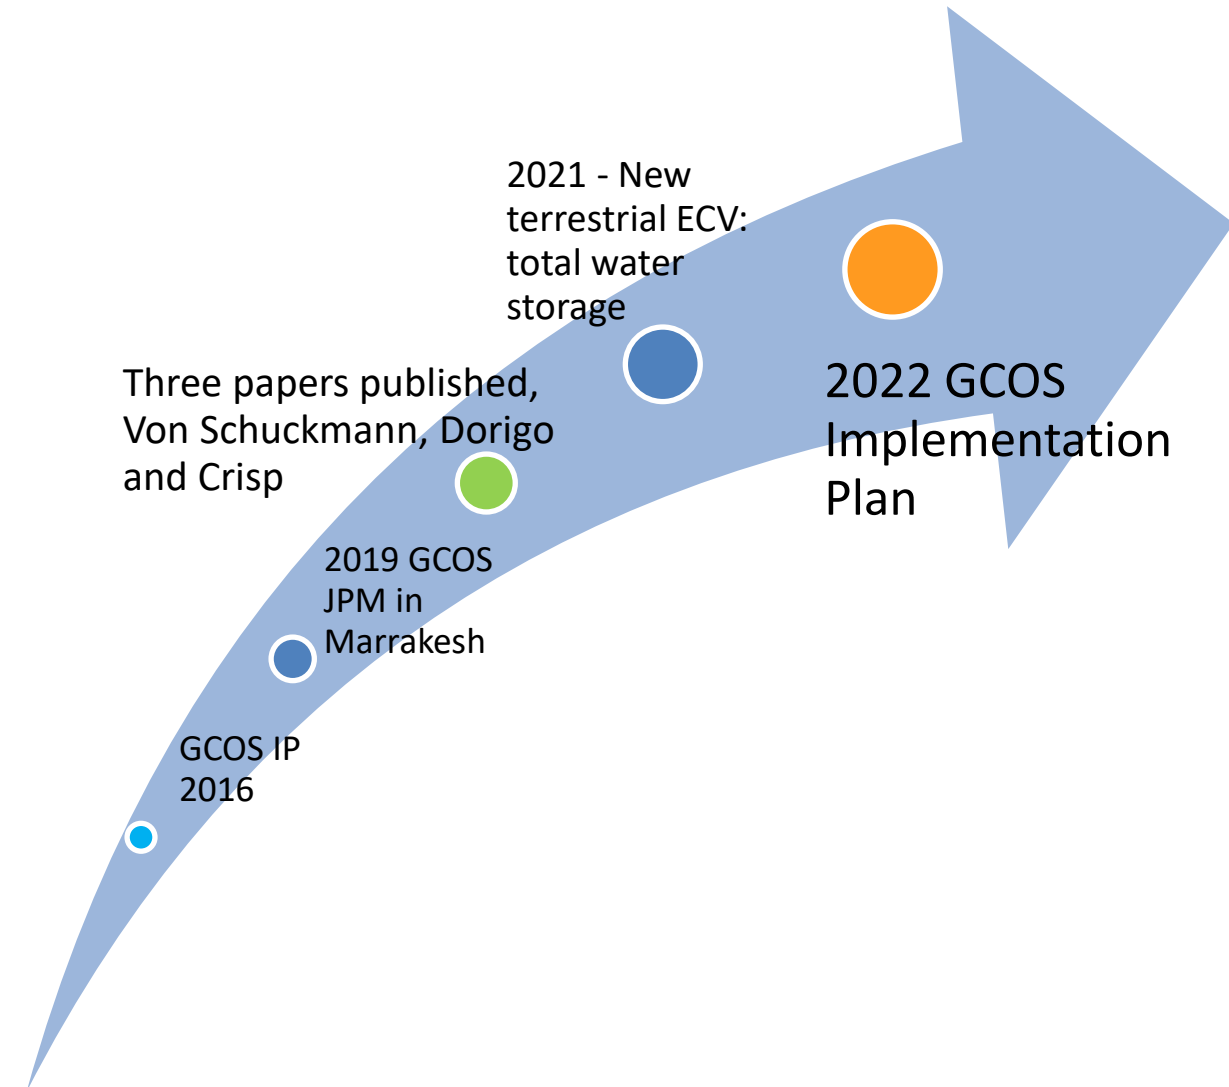 2021 - New
terrestrial ECV:
total water
storage
Three papers published,
Von Schuckmann, Dorigo
and Crisp
2022 GCOS
Implementation
Plan
2019 GCOS
JPM in
Marrakesh
GCOS IP
2016